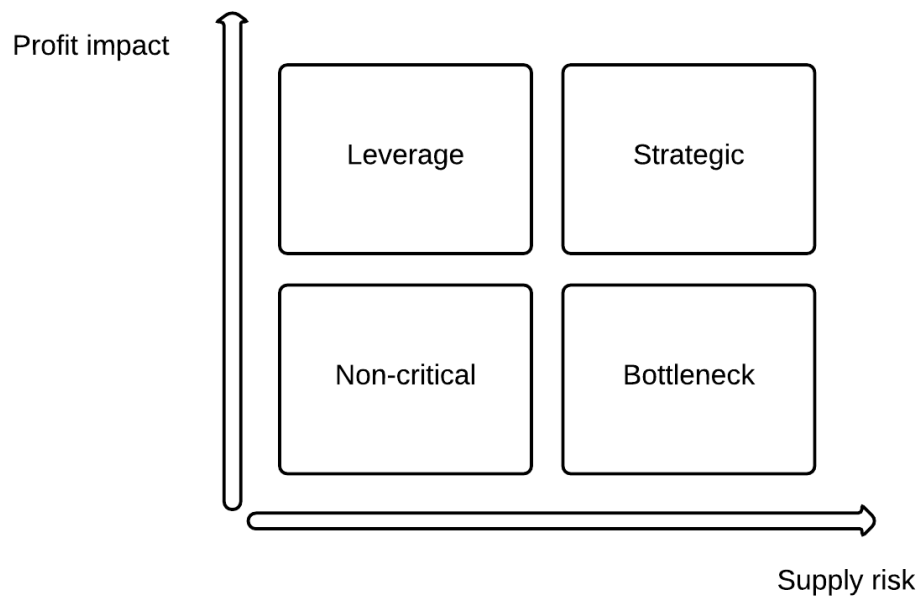 Profit impact
Leverage
Strategic
Non-critical
Bottleneck
Supply risk